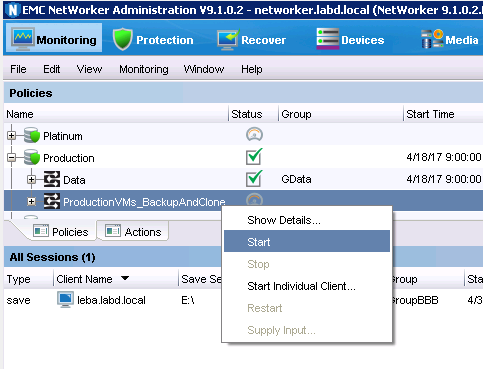 EMC NetWorker Administration V9.1.0.2 - networker.labd.local (NetWorker 9.1.0.2.
Monitoring Protection Recover Devices Media
File Edit View Monitoring Window Help
Policies
Name Status Group Start Time
Platinum
Production 4/18/17 9:00:00
Data GData 4/18/17 9:00:00
ProductionVMs_BackupAndClone
Show Details...
Policies Actions
Start
All Sessions (1)
Stop
Type Client Name Save Se roup Sta
Start Individual Client...
save leba.labd.local E:\ roupBBB 4/3
Restart
Supply Input...